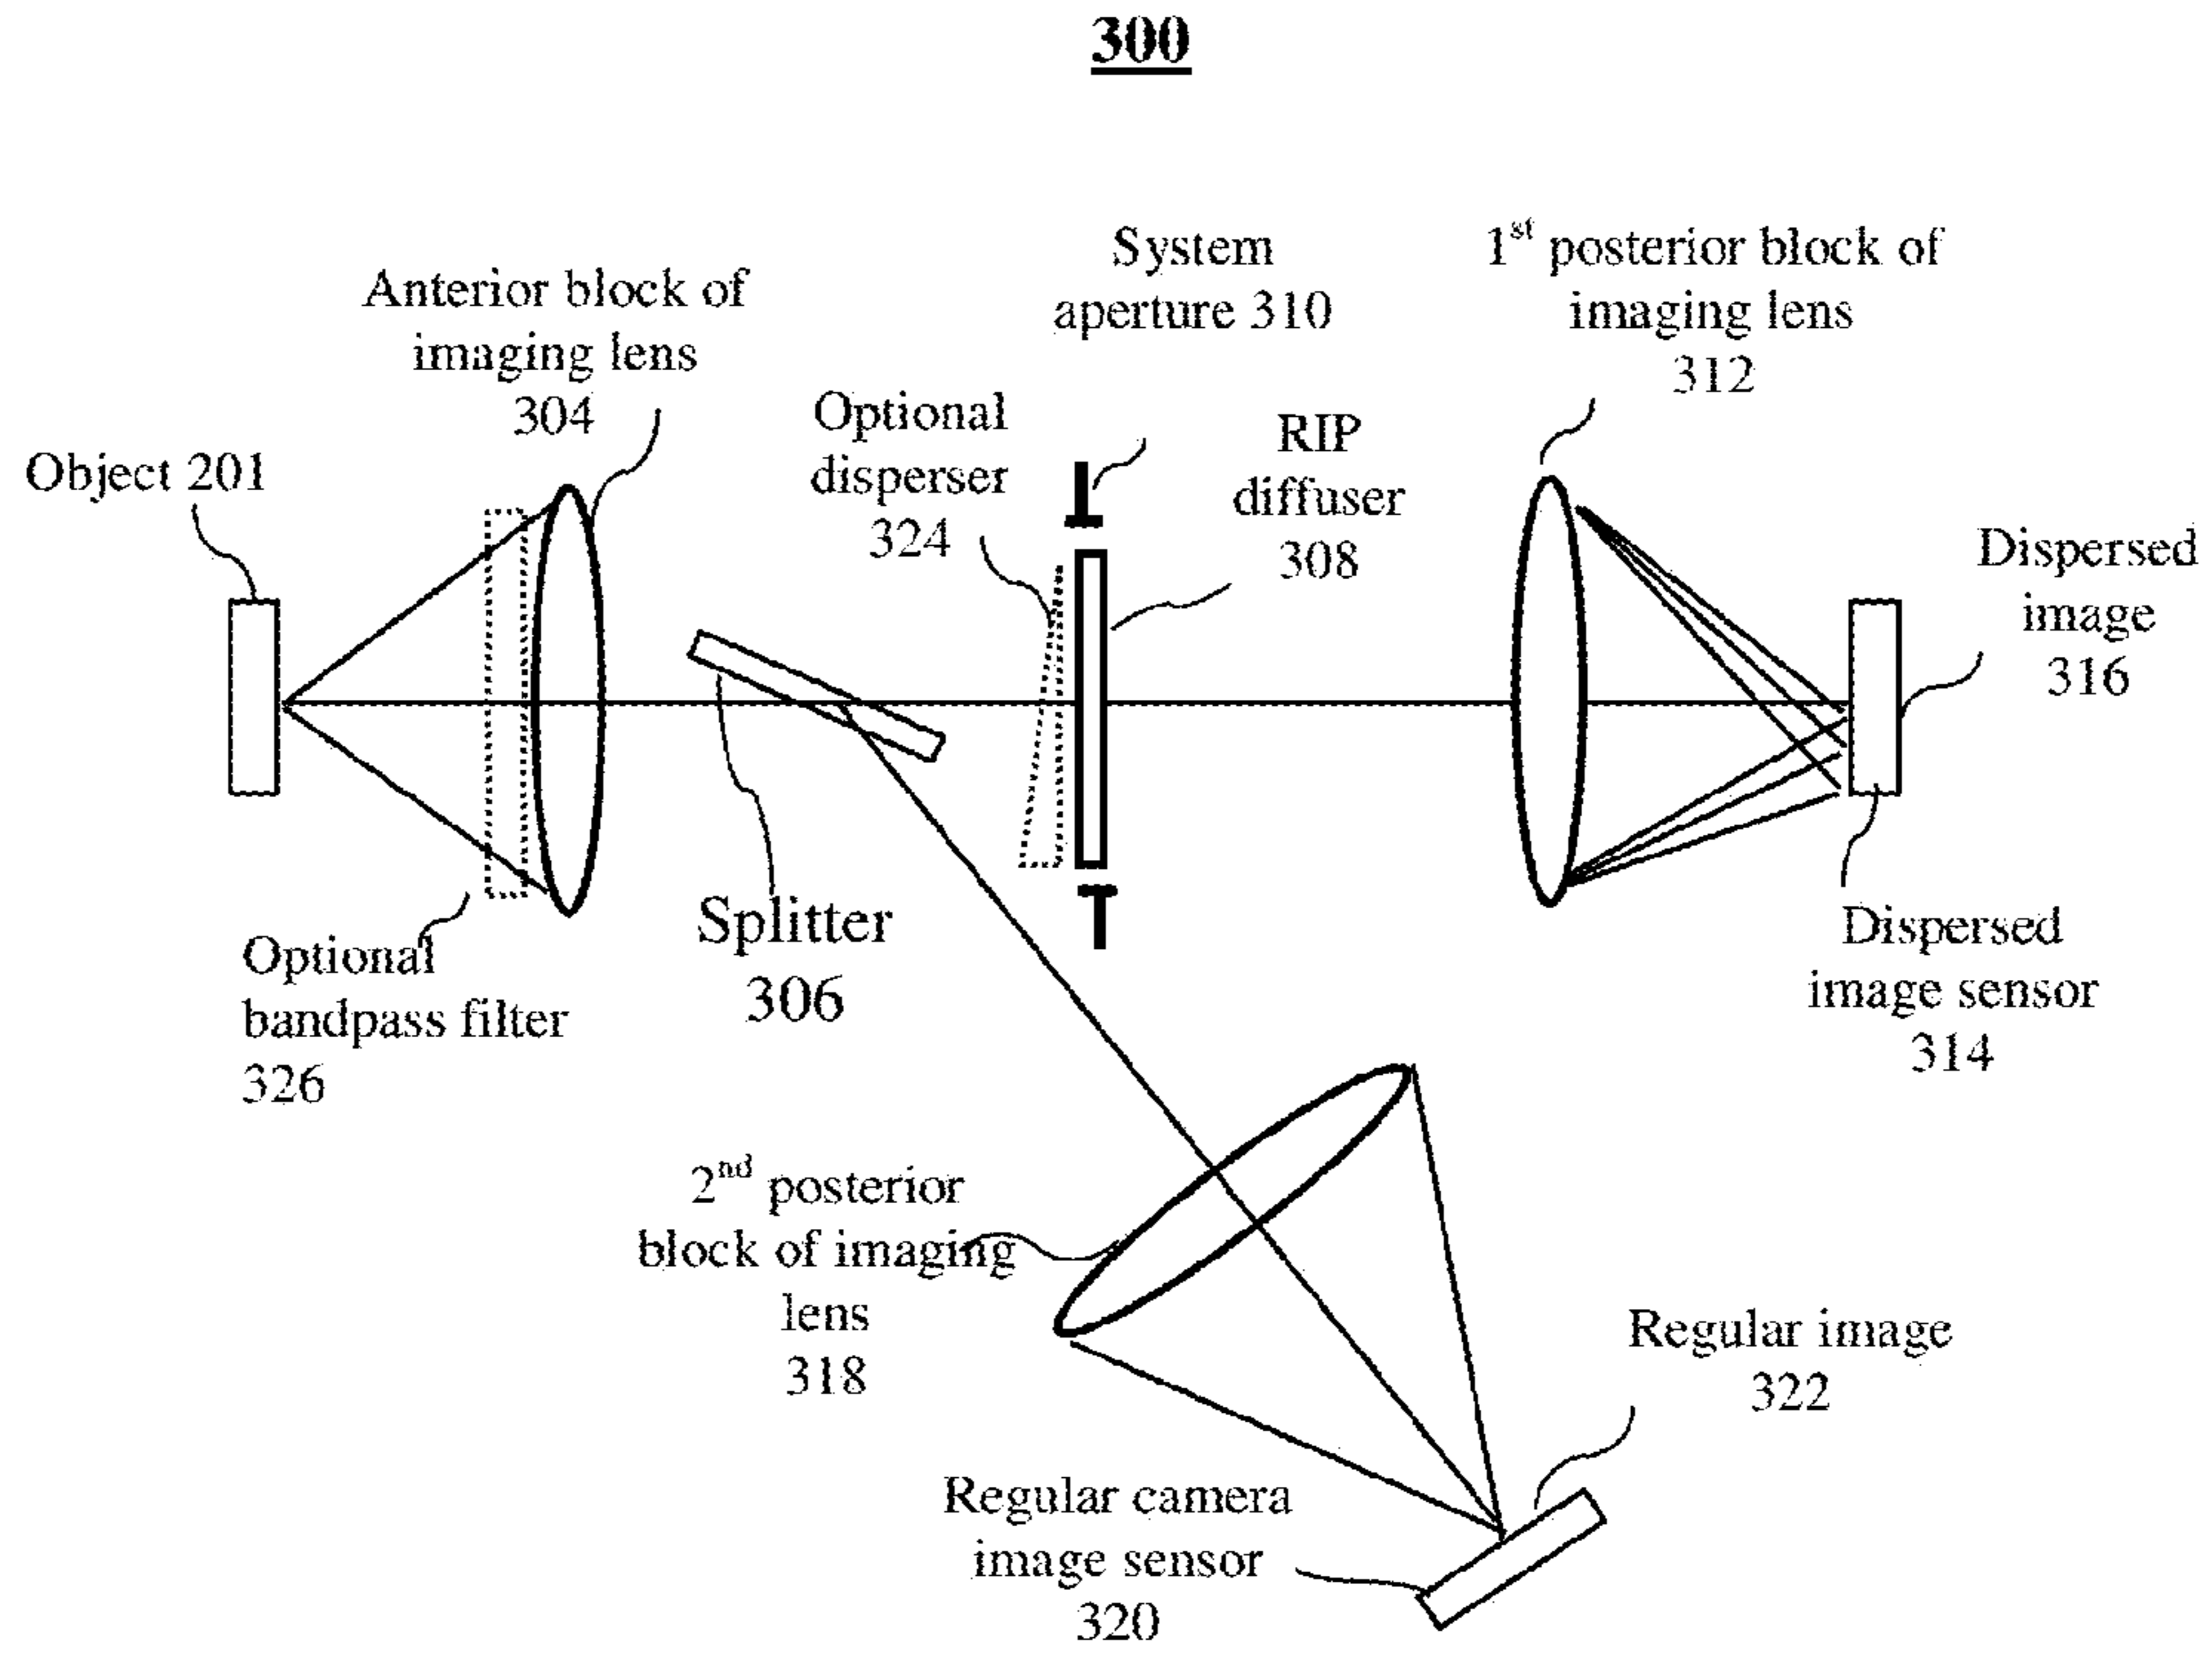 300
System
aperture 310
1st posterior block of
imaging lens
312
Anterior block of
imaging lens
304
Optional
disperser
324
RIP
diffuser
308
Object 201
Dispersed
image
316
Splitter
306
Optional
bandpass filter
326
Dispersed
image sensor
314
2nd posterior
block of imaging
lens
318
Regular image
322
Regular camera
image sensor
320